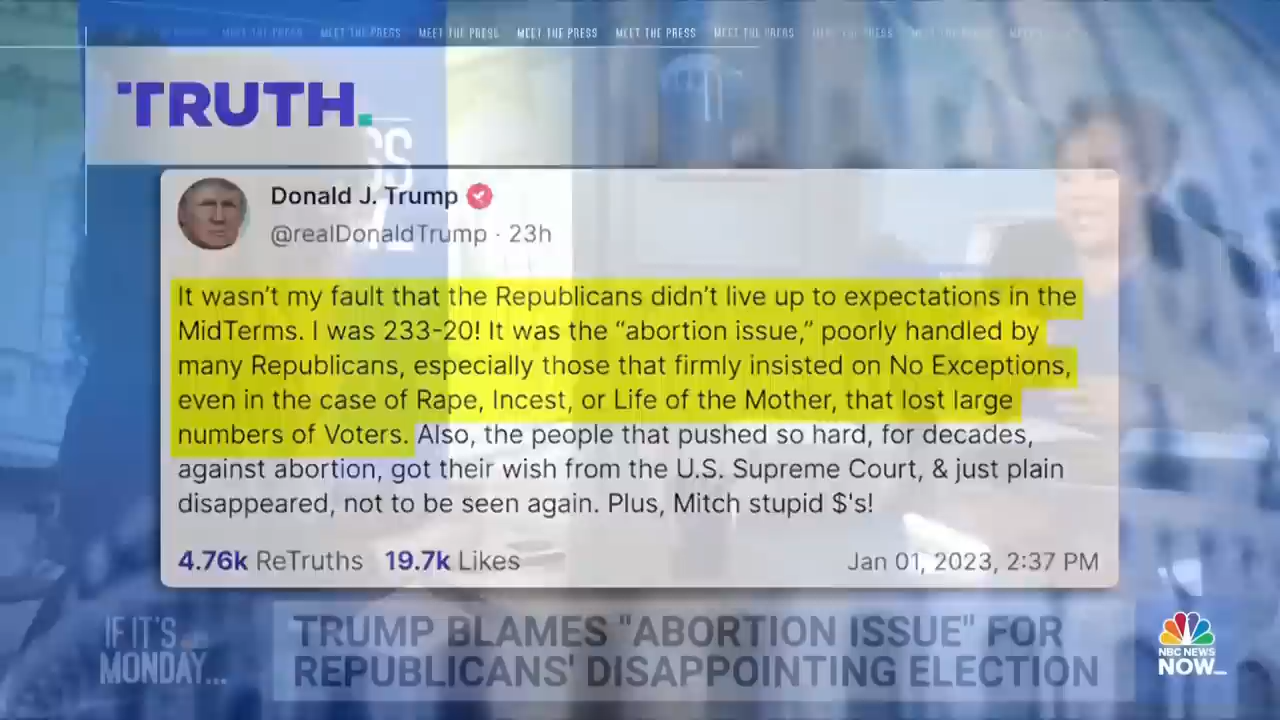 MEET THE PRESS MEET THE PRESS MEET THE PRESS MEET THE PRESS MEET THE PRESS MEET THE PRESS
TRUTH.
Donald J. Trump
@realDonaldTrump · 23h
It wasn't my fault that the Republicans didn't live up to expectations in the
MidTerms. I was 233-20! It was the “abortion issue,” poorly handled by
many Republicans, especially those that firmly insisted on No Exceptions,
even in the case of Rape, Incest, or Life of the Mother, that lost large
numbers of Voters. Also, the people that pushed so hard, for decades,
against abortion, got their wish from the U.S. Supreme Court, & just plain
disappeared, not to be seen again. Plus, Mitch stupid $'s!
4.76k ReTruths 19.7k Likes
Jan 01, 2023, 2:37 PM
IF IT'S
MONDAY...
TRUMP BLAMES "ABORTION ISSUE" FOR
REPUBLICANS' DISAPPOINTING ELECTION
NBC NEWS
NOW